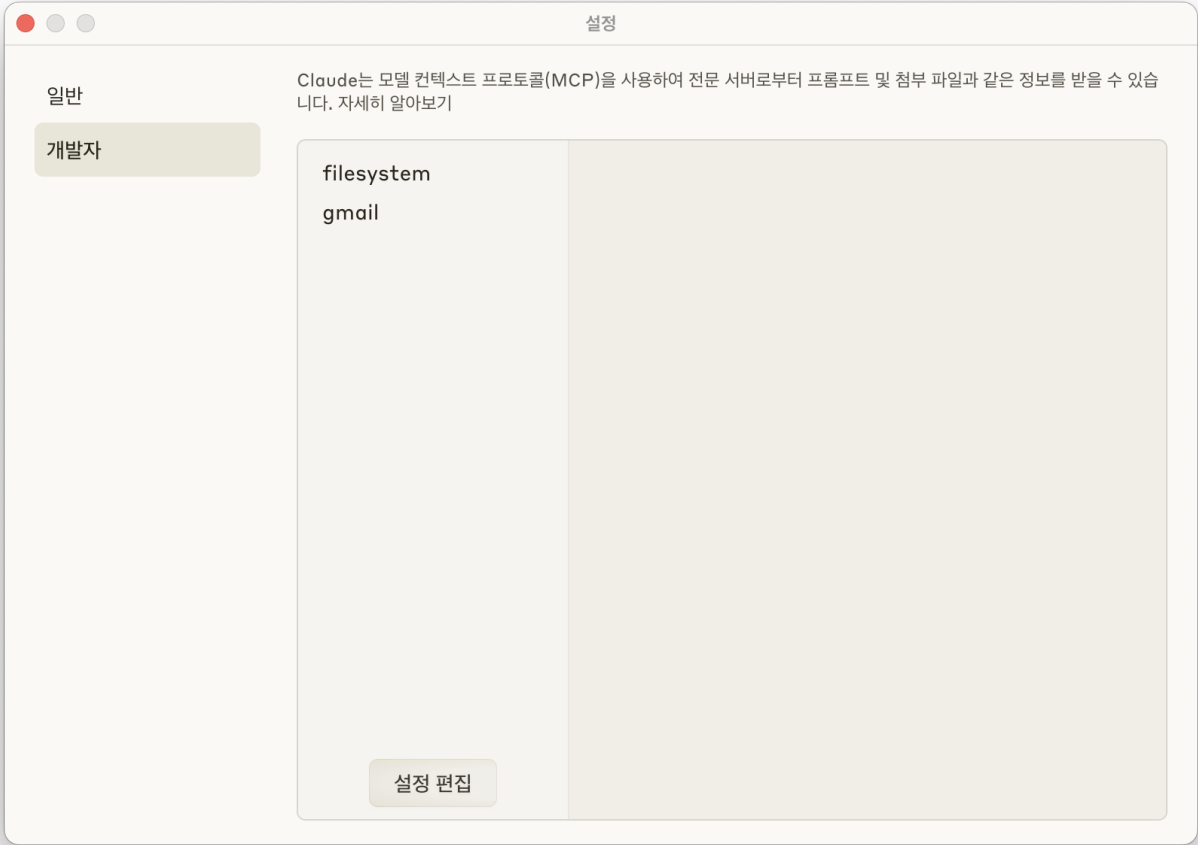 설정
일반
개발자
Claude는 모델 컨텍스트 프로토콜(MCP)을 사용하여 전문 서버로부터 프롬프트 및 첨부 파일과 같은 정보를 받을 수 있습
니다. 자세히 알아보기
filesystem
gmail
설정 편집